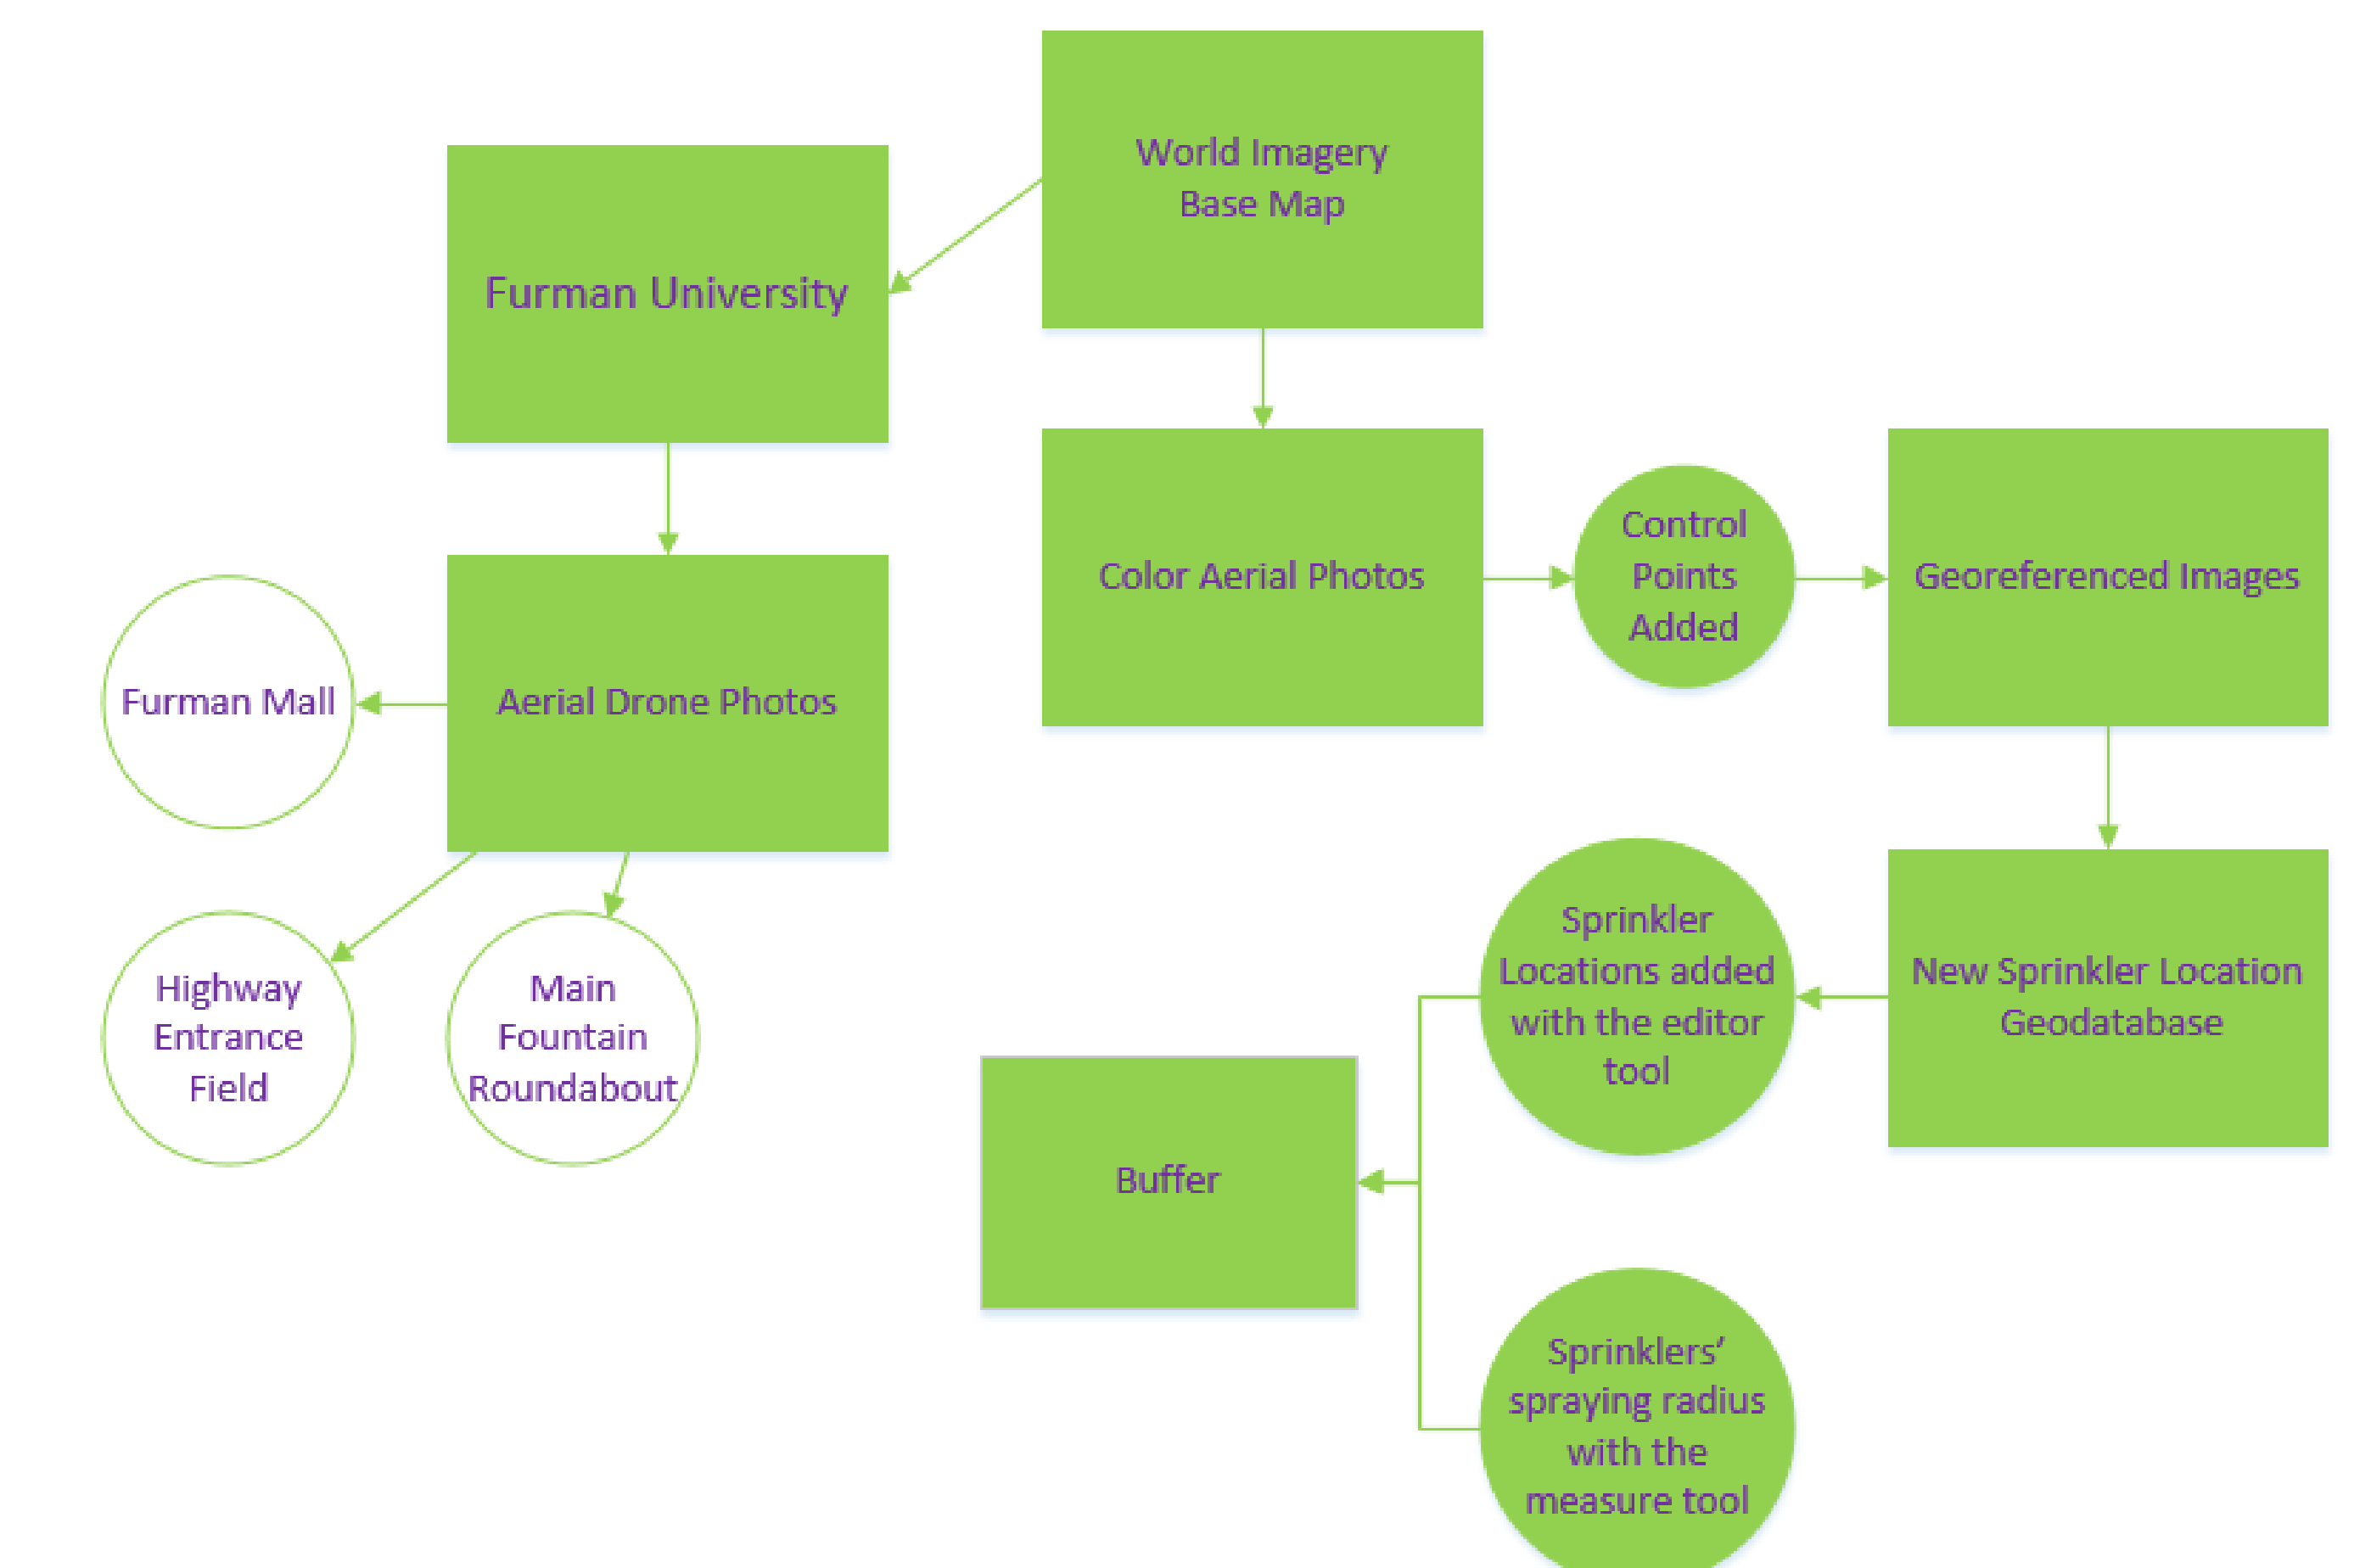 World Imagery
Base Map
Furman University
Color Aerial Photos
Control
Points
Added
Georeferenced Images
Furman Mall
Aerial Drone Photos
Highway
Entrance
Field
Main
Fountain
Roundabout
Sprinkler
Locations added
with the editor
tool
New Sprinkler Location
Geodatabase
Buffer
Sprinklers’
spraying radius
with the
measure tool